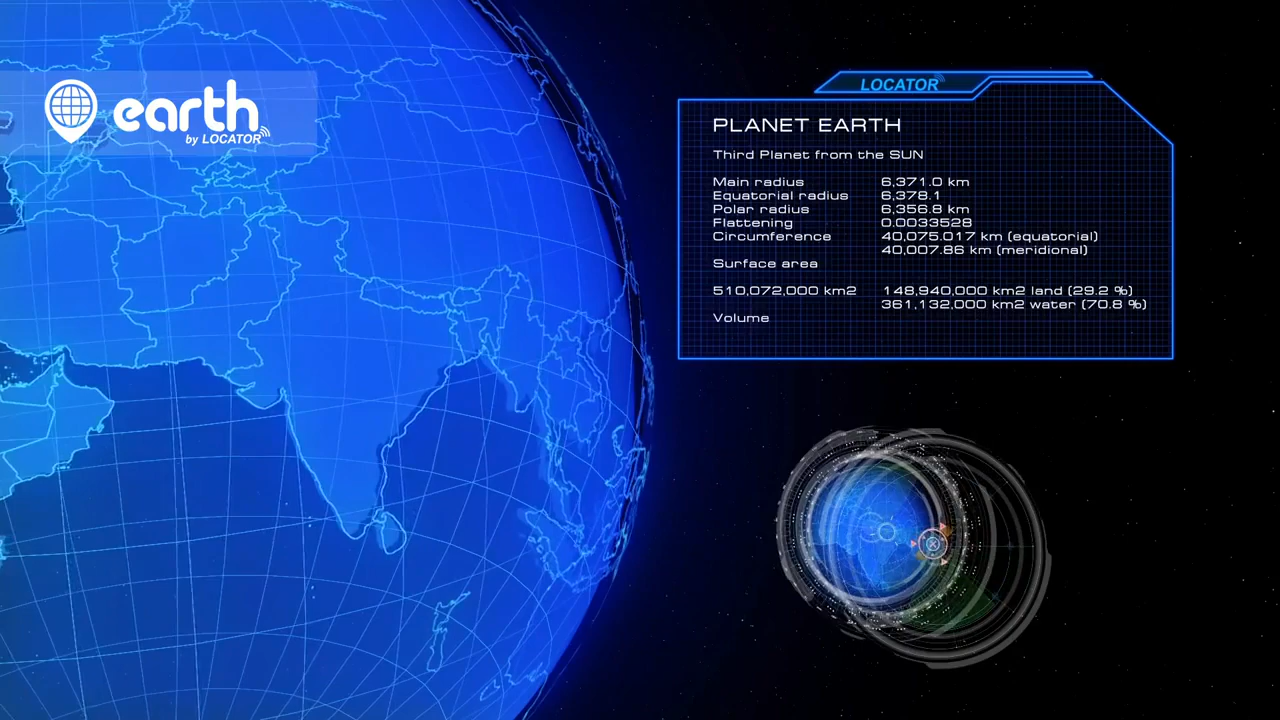 earth
by LOCATOR
LOCATOR
PLANET EARTH
Third Planet from the SUN
Main radius 6,371.0 km
Equatorial radius 6,378.1
Polar radius 6,356.8 km
Flattening 0.0033528
Circumference 40,075.017 km (equatorial)
40,007.86 km (meridional)
Surface area
510,072,000 km2 148,940,000 km2 land (29.2 %)
361,132,000 km2 water (70.8 %)
Volume